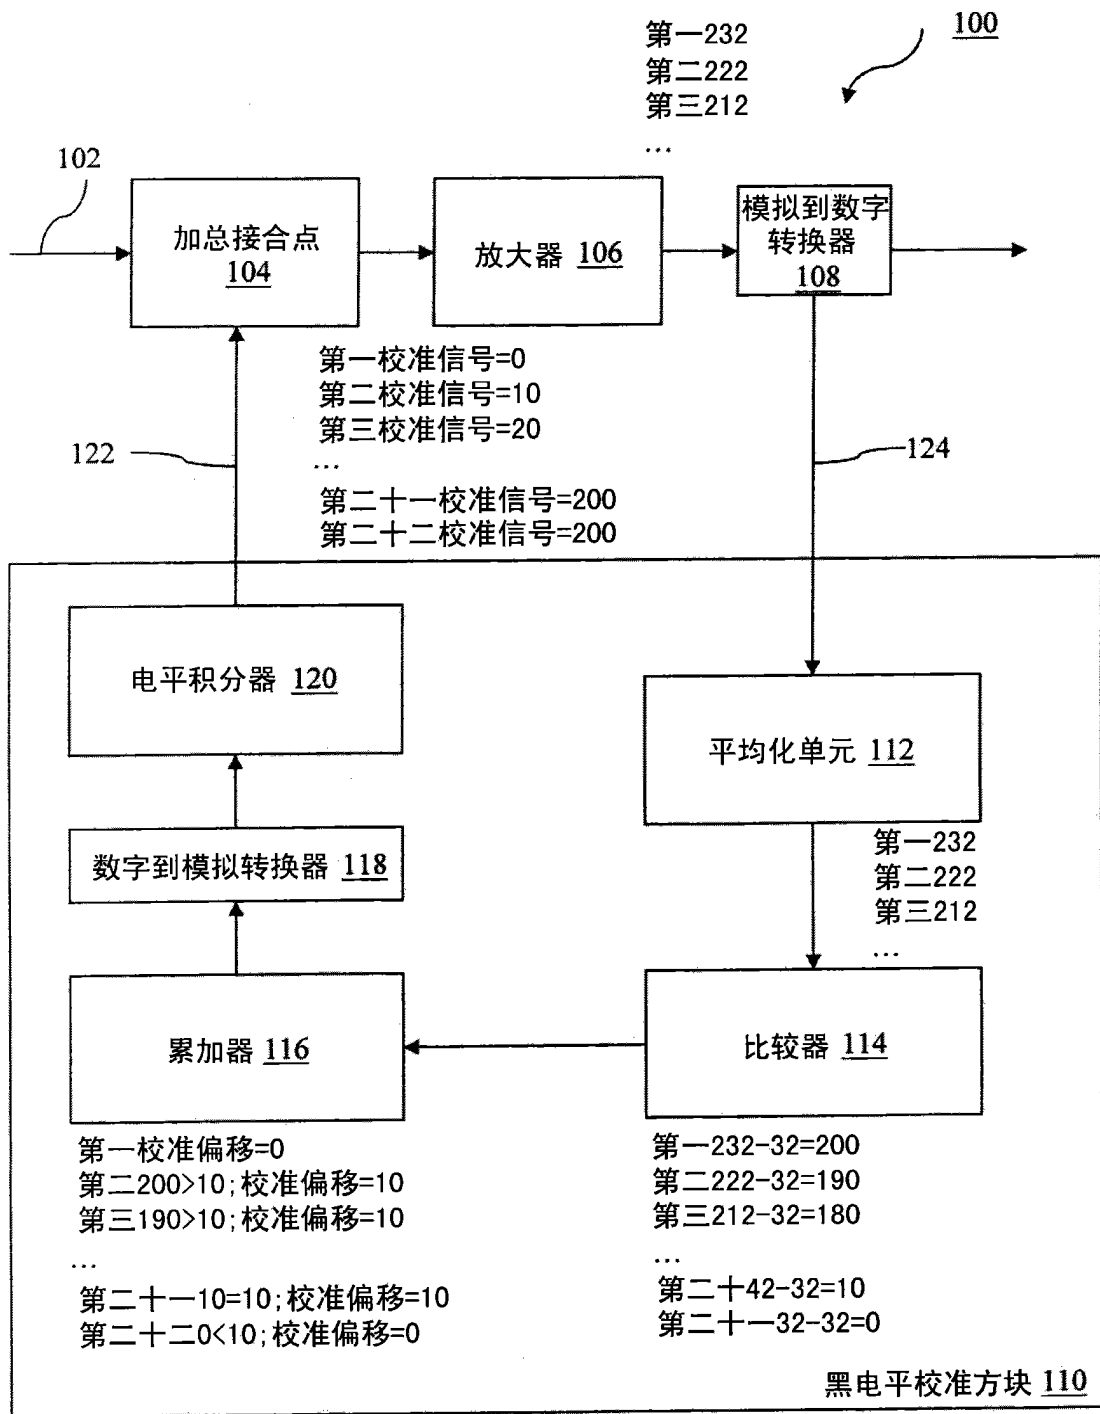 100
第一232
第二222
第三212
…
102
加总接合点
104
放大器 106
模拟到数字
转换器
108
第一校准信号=0
第二校准信号=10
第三校准信号=20
…
第二十一校准信号=200
第二十二校准信号=200
122
124
电平积分器 120
平均化单元 112
第一232
第二222
第三212
…
数字到模拟转换器 118
累加器 116
比较器 114
第一校准偏移=0
第二200>10;校准偏移=10
第三190>10;校准偏移=10
…
第二十一10=10;校准偏移=10
第二十二0<10;校准偏移=0
第一232-32=200
第二222-32=190
第三212-32=180
…
第二十42-32=10
第二十一32-32=0
黑电平校准方块 110